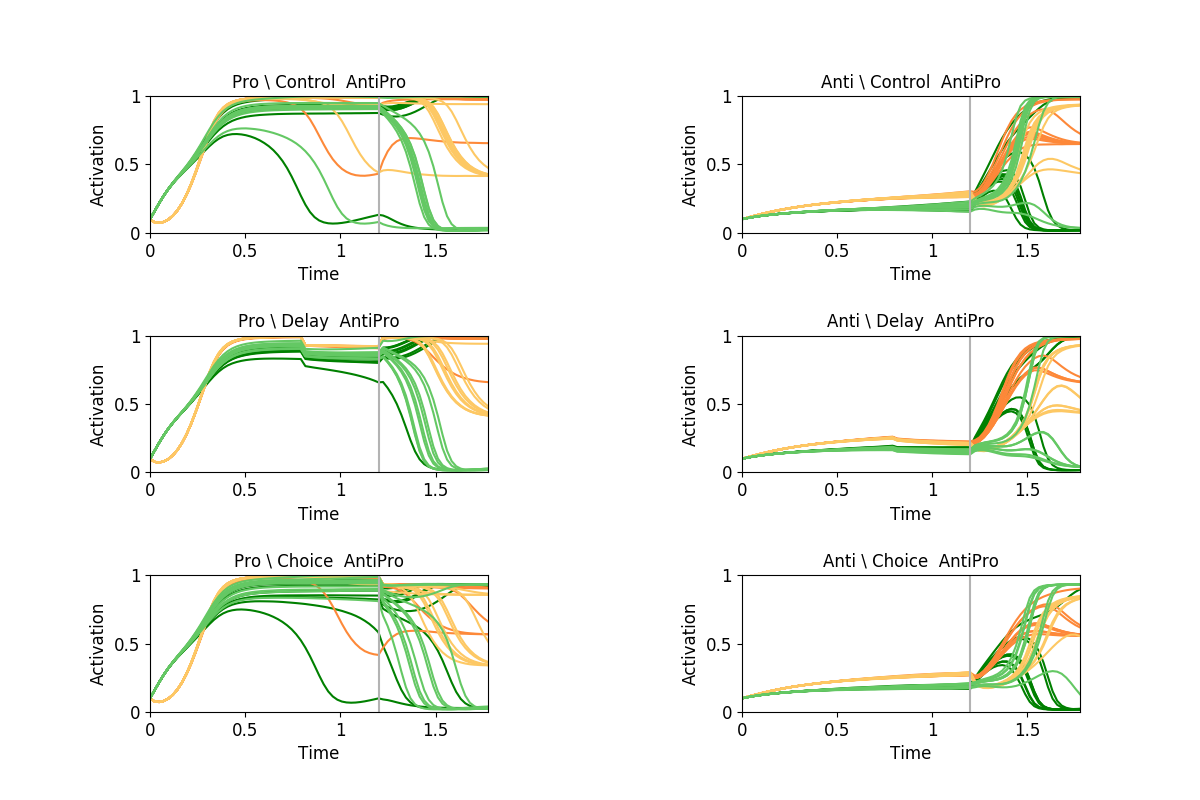 Pro \ Control  AntiPro
Activation
1
0.5
0
0
0.5
1
1.5
Time
Anti \ Control  AntiPro
Activation
1
0.5
0
0
0.5
1
1.5
Time
Pro \ Delay  AntiPro
Activation
1
0.5
0
0
0.5
1
1.5
Time
Anti \ Delay  AntiPro
Activation
1
0.5
0
0
0.5
1
1.5
Time
Pro \ Choice  AntiPro
Activation
1
0.5
0
0
0.5
1
1.5
Time
Anti \ Choice  AntiPro
Activation
1
0.5
0
0
0.5
1
1.5
Time